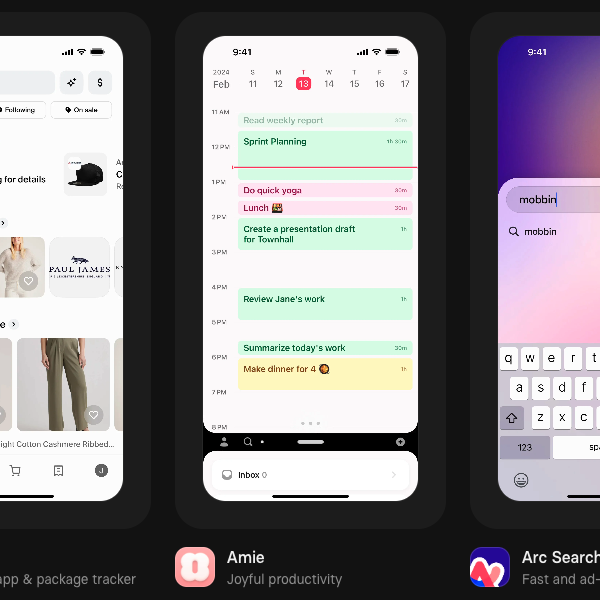 $
Following
On sale
g for details
C
PAUL JAMES
e
ight Cotton Cashmere Ribbed...
J
app & package tracker
9:41
2024 S M T W T F S
Feb 11 12 13 14 15 16 17
11 AM
Read weekly report 30m
Sprint Planning 1h 30m
12 PM
1 PM
Do quick yoga 30m
Lunch 🍱 30m
2 PM
Create a presentation draft 1h
for Townhall
3 PM
4 PM
Review Jane's work 1h
5 PM
6 PM
Summarize today's work 30m
Make dinner for 4 🥘 1h
7 PM
8 PM
Inbox 0
Amie
Joyful productivity
9:41
mobbin
mobbin
q w e r t
a s d f
z x c
123 sp
Arc Search
Fast and ad-